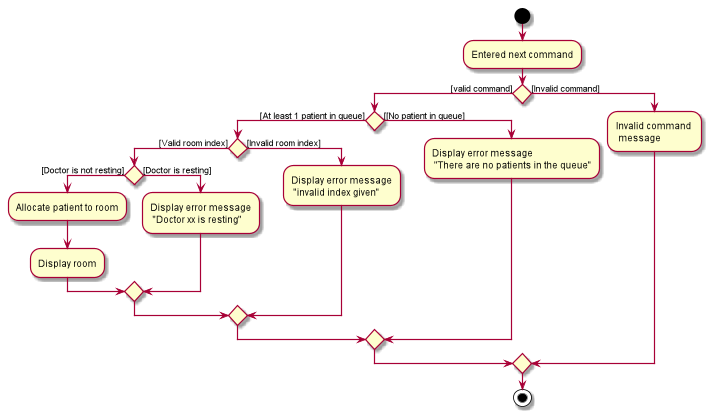 Entered next command
[valid command]
[Invalid command]
[At least 1 patient in queue]
[[No patient in queue]
Invalid command
message
[Valid room index]
[Invalid room index]
Display error message
"There are no patients in the queue"
[Doctor is not resting]
[Doctor is resting]
Display error message
"invalid index given"
Allocate patient to room
Display error message
"Doctor xx is resting"
Display room